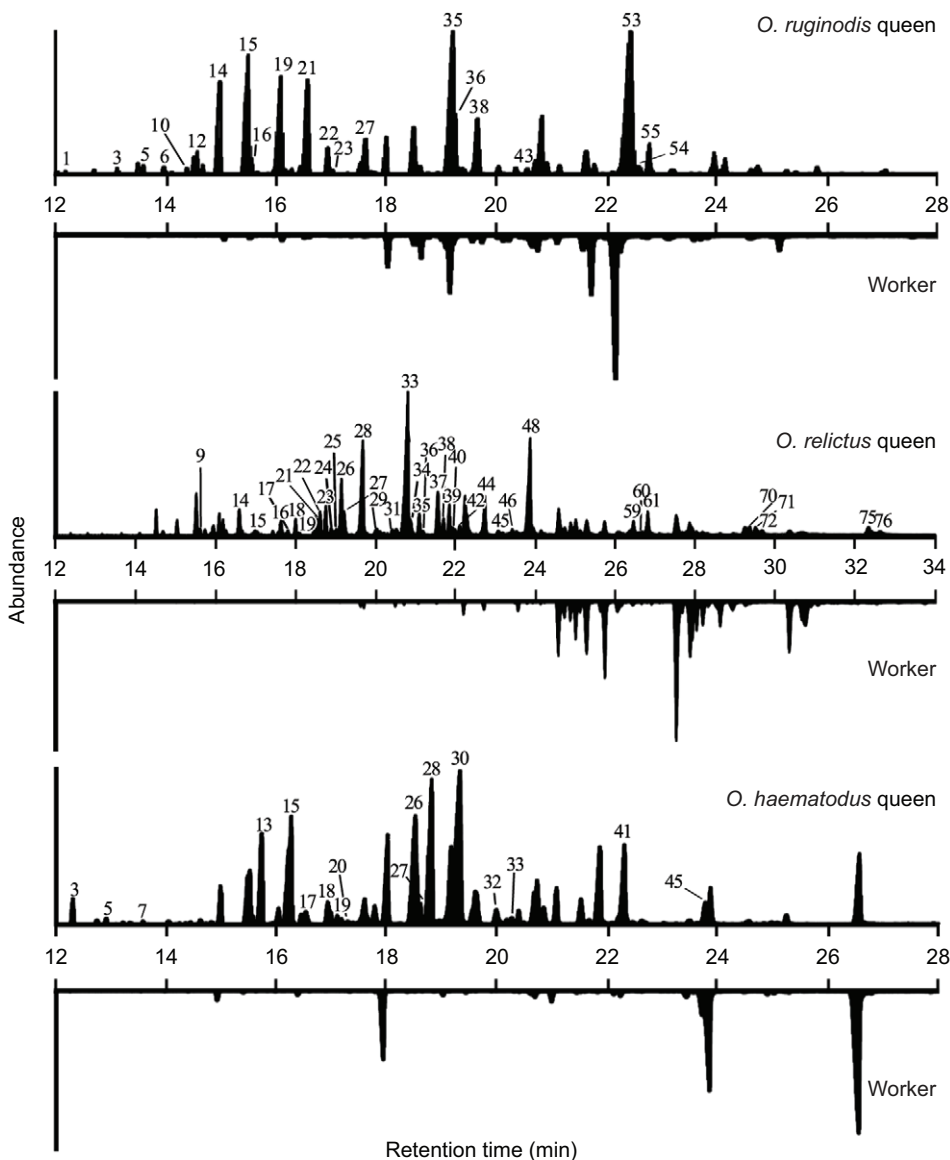 O. ruginodis queen
35 53
15
14 19 21 36
38
10 12 16 22 27 55
1 3 5 6 23 43 54
12 14 16 18 20 22 24 26 28
Worker
O. relictus queen
33
9 22 25 28 36 38 48
21 24 26 34 40
17 23 27 37 44
14 16 18 29 31 35 39 42 46 60 70 71
15 19 45 59 61 72 75 76
12 14 16 18 20 22 24 26 28 30 32 34
Abundance
Worker
O. haematodus queen
30
28
15 26
13 41
20 27 33 45
3 18 32
5 7 17 19
12 14 16 18 20 22 24 26 28
Worker
Retention time (min)